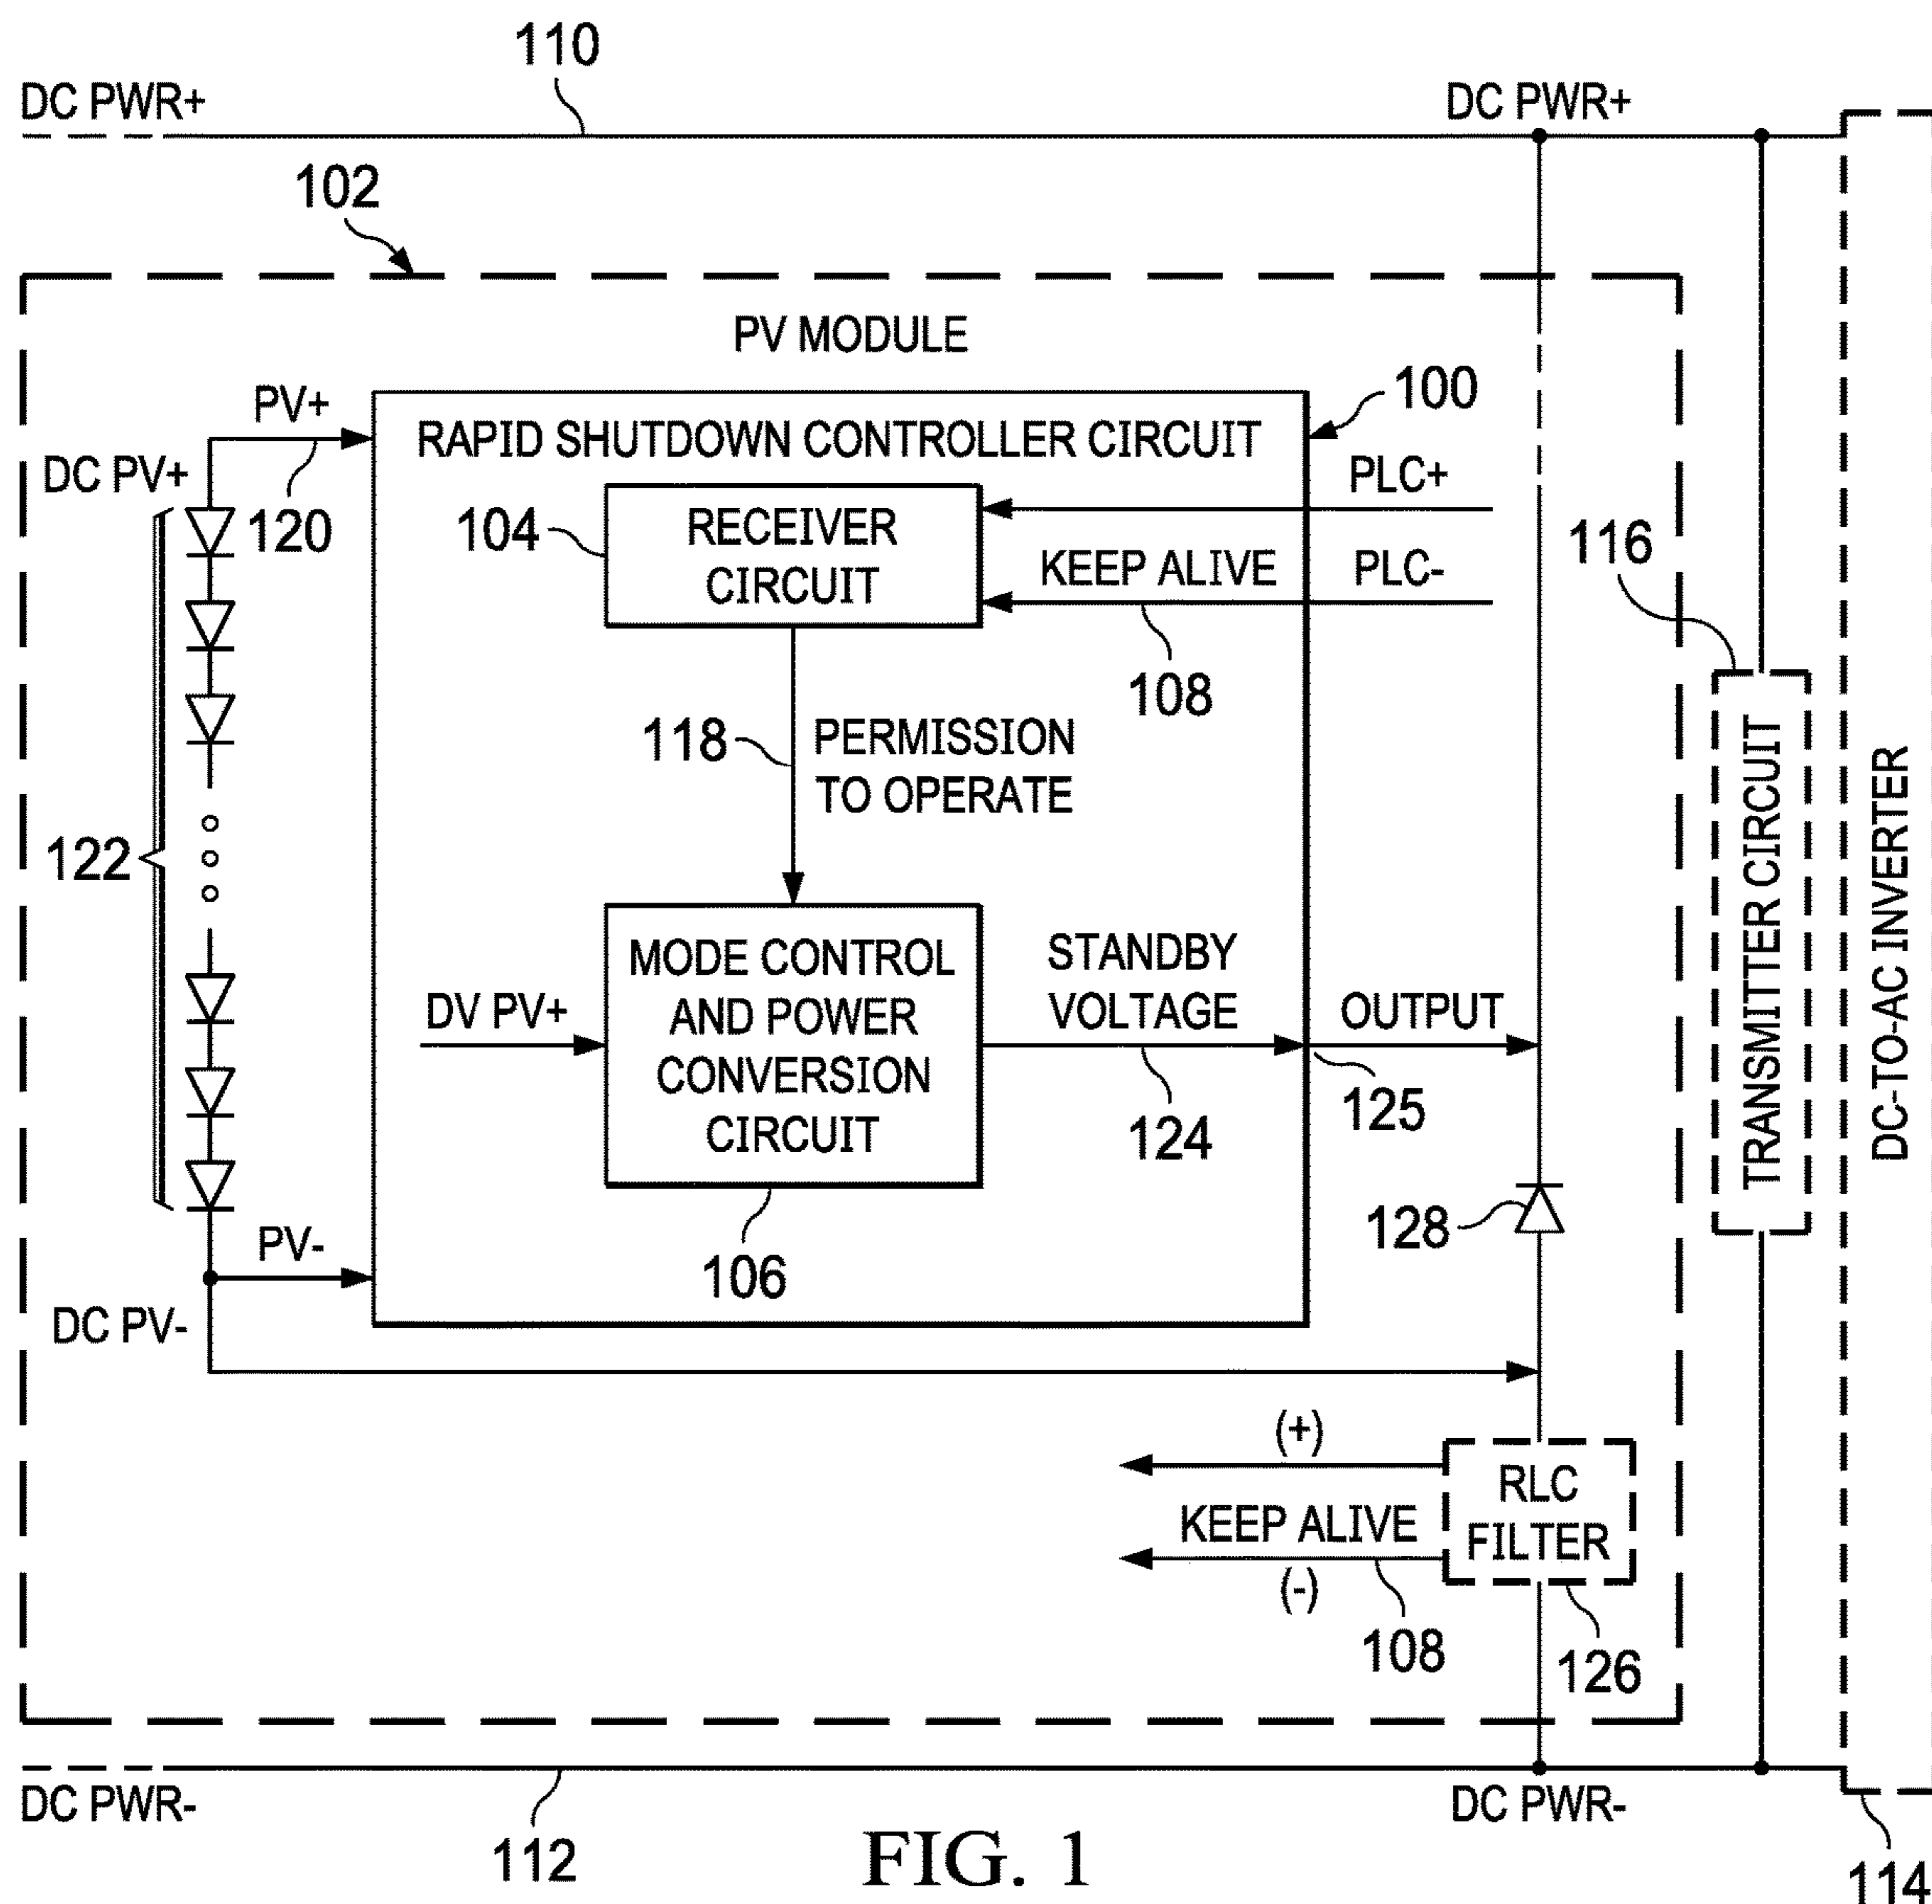 110
DC PWR+
DC PWR+
102
PV MODULE
PV+
100
RAPID SHUTDOWN CONTROLLER CIRCUIT
DC PV+
PLC+
120
104
RECEIVER
CIRCUIT
KEEP ALIVE
PLC-
116
108
118
PERMISSION
TO OPERATE
122
TRANSMITTER CIRCUIT
DC-TO-AC INVERTER
MODE CONTROL
AND POWER
CONVERSION
CIRCUIT
STANDBY
VOLTAGE
DV PV+
OUTPUT
124
125
128
PV-
106
DC PV-
(+)
RLC
FILTER
KEEP ALIVE
(-)
108
126
DC PWR-
DC PWR-
112
FIG. 1
114